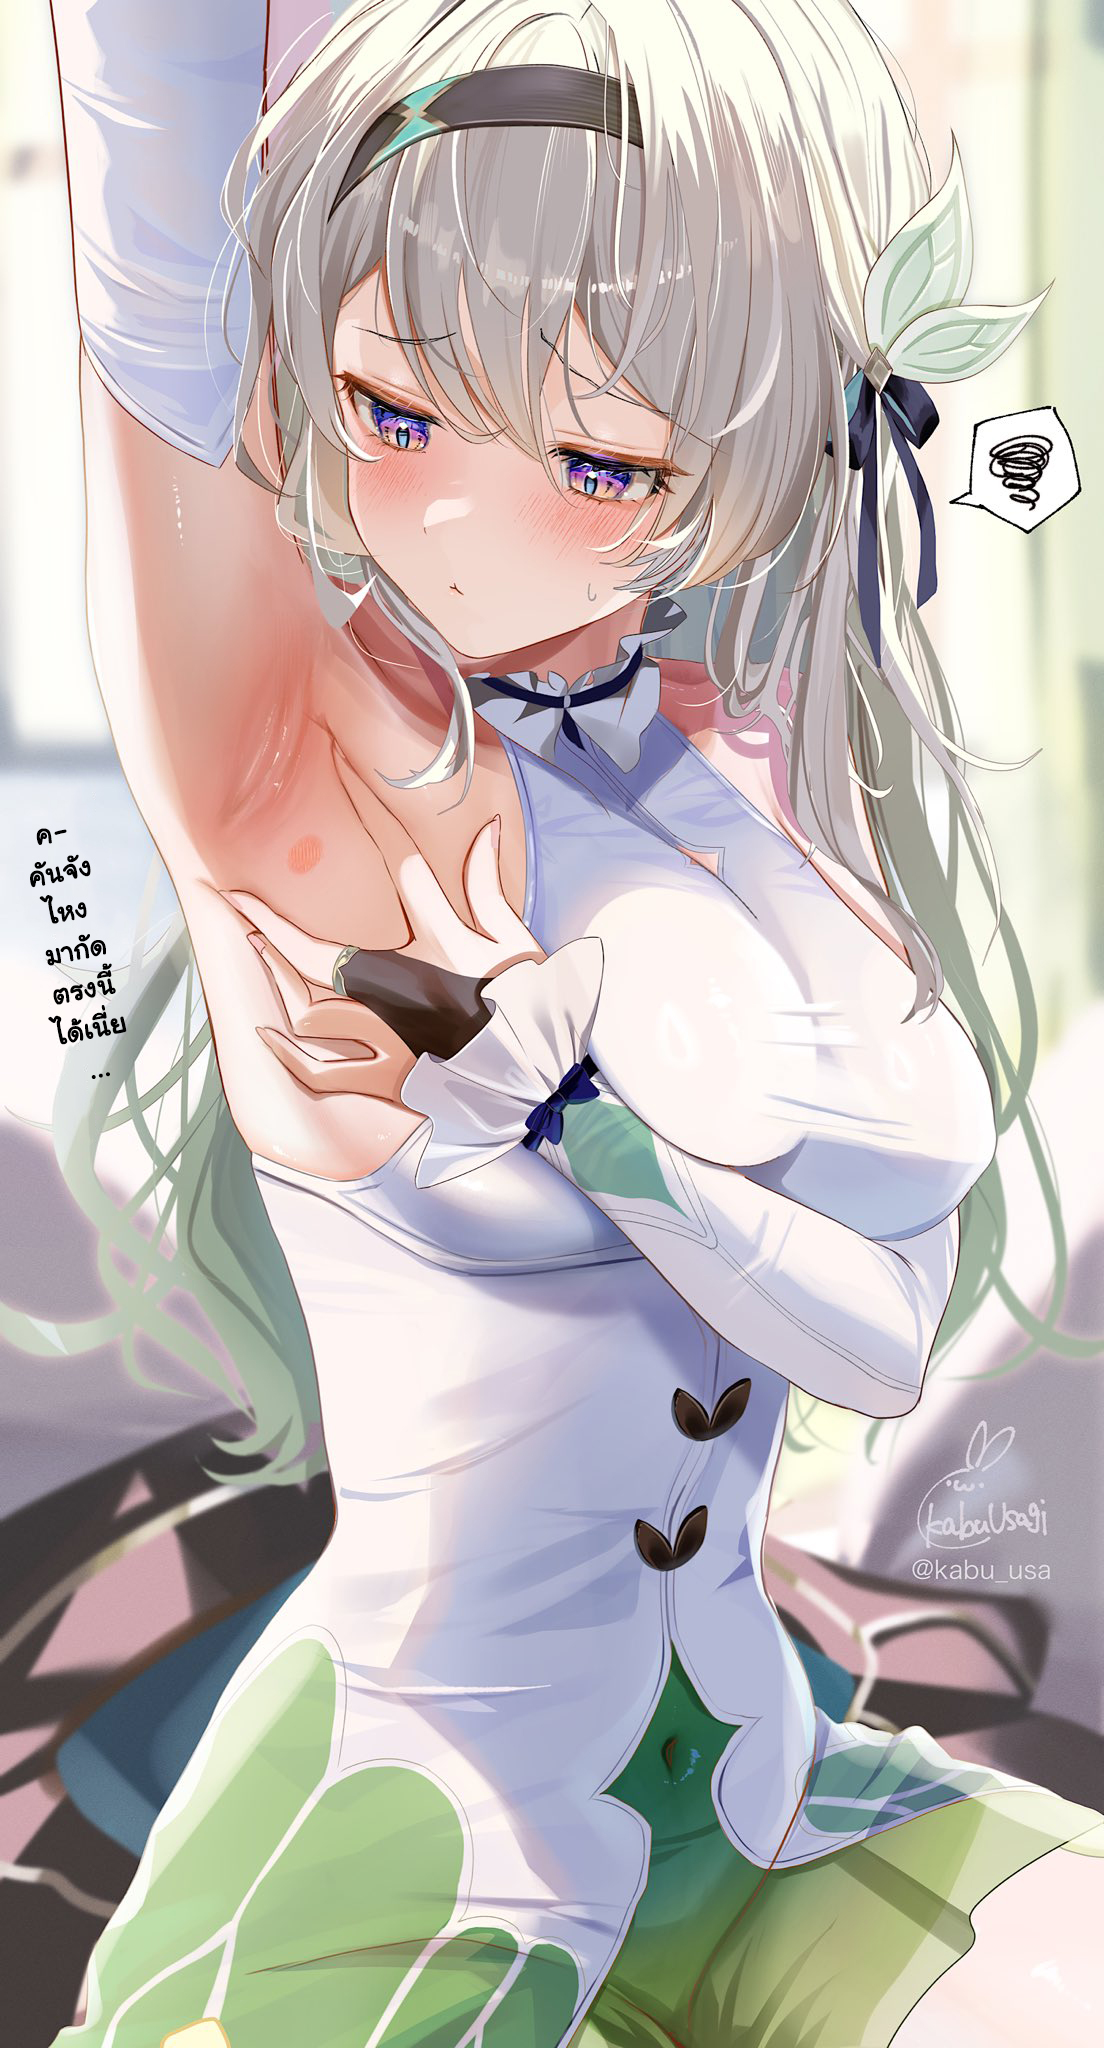 ค-
คันจัง
ไหง
มากัด
ตรงนี้
ได้เนี่ย
...
kabuUsagi
@kabu_usa